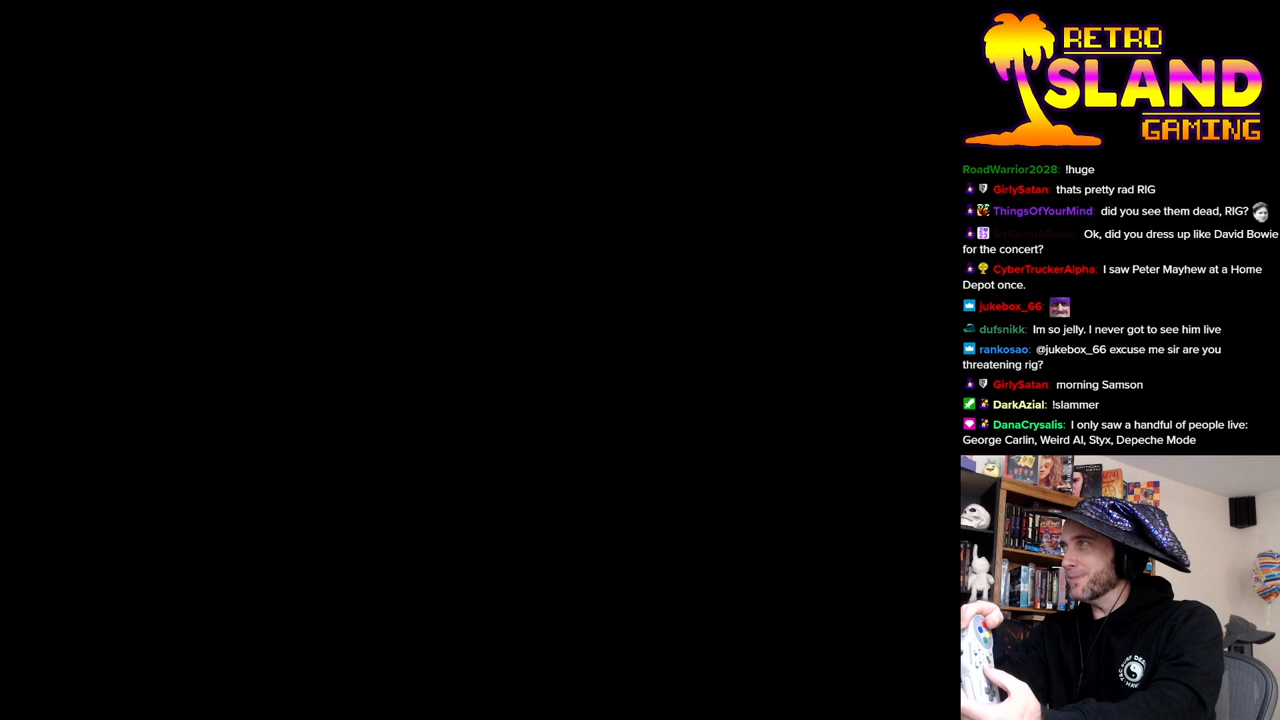 RETRO
ISLAND
GAMING
RoadWarrior2028: !huge
GirlySatan: thats pretty rad RIG
ThingsOfYourMind: did you see them dead, RIG?
Ok, did you dress up like David Bowie
for the concert?
CyberTruckerAlpha: I saw Peter Mayhew at a Home
Depot once.
jukebox_66:
dufsnikk: Im so jelly. I never got to see him live
rankosao: @jukebox_66 excuse me sir are you
threatening rig?
GirlySatan: morning Samson
DarkAzial: !slammer
DanaCrysalis: I only saw a handful of people live:
George Carlin, Weird Al, Styx, Depeche Mode